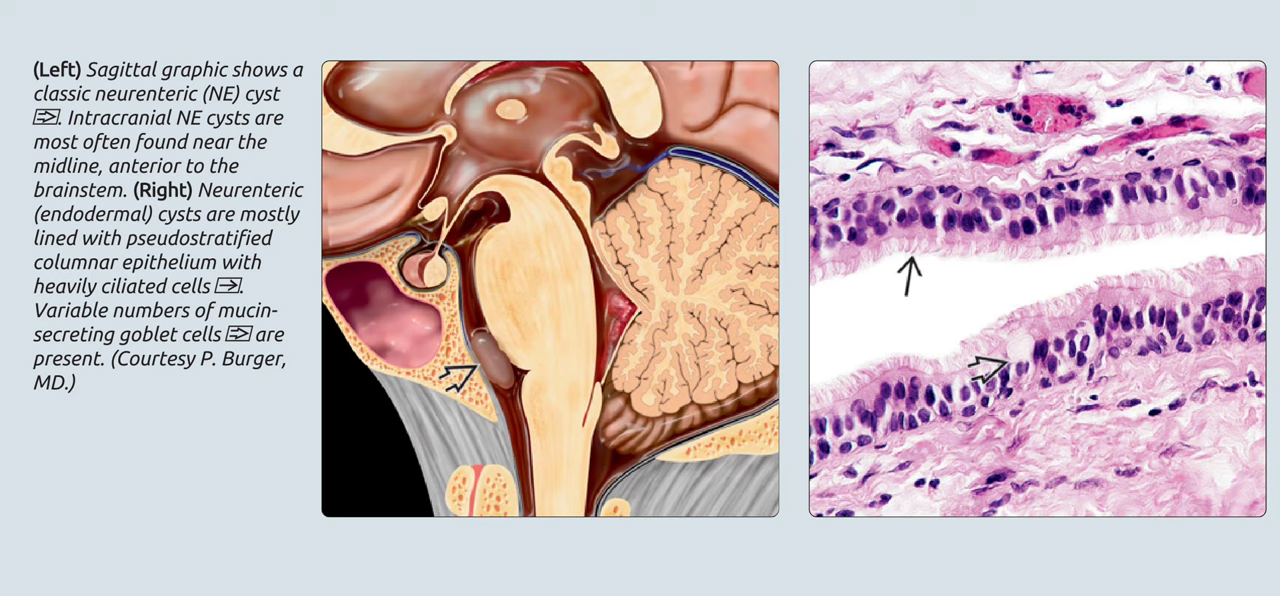 (Left) Sagittal graphic shows a
classic neurenteric (NE) cyst
. Intracranial NE cysts are
most often found near the
midline, anterior to the
brainstem. (Right) Neurenteric
(endodermal) cysts are mostly
lined with pseudostratified
columnar epithelium with
heavily ciliated cells .
Variable numbers of mucin-
secreting goblet cells are
present. (Courtesy P. Burger,
MD.)